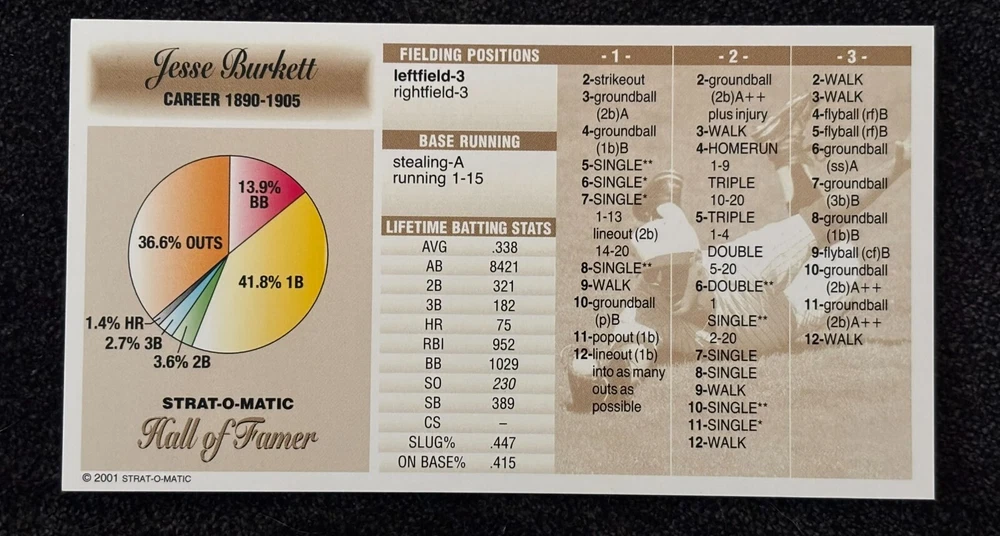 Jesse Burkett
CAREER 1890-1905
13.9%
BB
36.6% OUTS
41.8% 1B
1.4% HR
2.7% 3B
3.6% 2B
STRAT-O-MATIC
Hall of Famer
© 2001 STRAT-O-MATIC
FIELDING POSITIONS
leftfield-3
rightfield-3
BASE RUNNING
stealing-A
running 1-15
LIFETIME BATTING STATS
AVG .338
AB 8421
2B 321
3B 182
HR 75
RBI 952
BB 1029
SO 230
SB 389
CS –
SLUG% .447
ON BASE% .415
- 1 -
2-strikeout
3-groundball
(2b)A
4-groundball
(1b)B
5-SINGLE**
6-SINGLE*
7-SINGLE*
1-13
lineout (2b)
14-20
8-SINGLE**
9-WALK
10-groundball
(p)B
11-popout (1b)
12-lineout (1b)
into as many
outs as
possible
- 2 -
2-groundball
(2b)A++
plus injury
3-WALK
4-HOMERUN
1-9
TRIPLE
10-20
5-TRIPLE
1-4
DOUBLE
5-20
6-DOUBLE**
1
SINGLE**
2-20
7-SINGLE
8-SINGLE
9-WALK
10-SINGLE**
11-SINGLE*
12-WALK
- 3 -
2-WALK
3-WALK
4-flyball (rf)B
5-flyball (rf)B
6-groundball
(ss)A
7-groundball
(3b)B
8-groundball
(1b)B
9-flyball (cf)B
10-groundball
(2b)A++
11-groundball
(2b)A++
12-WALK